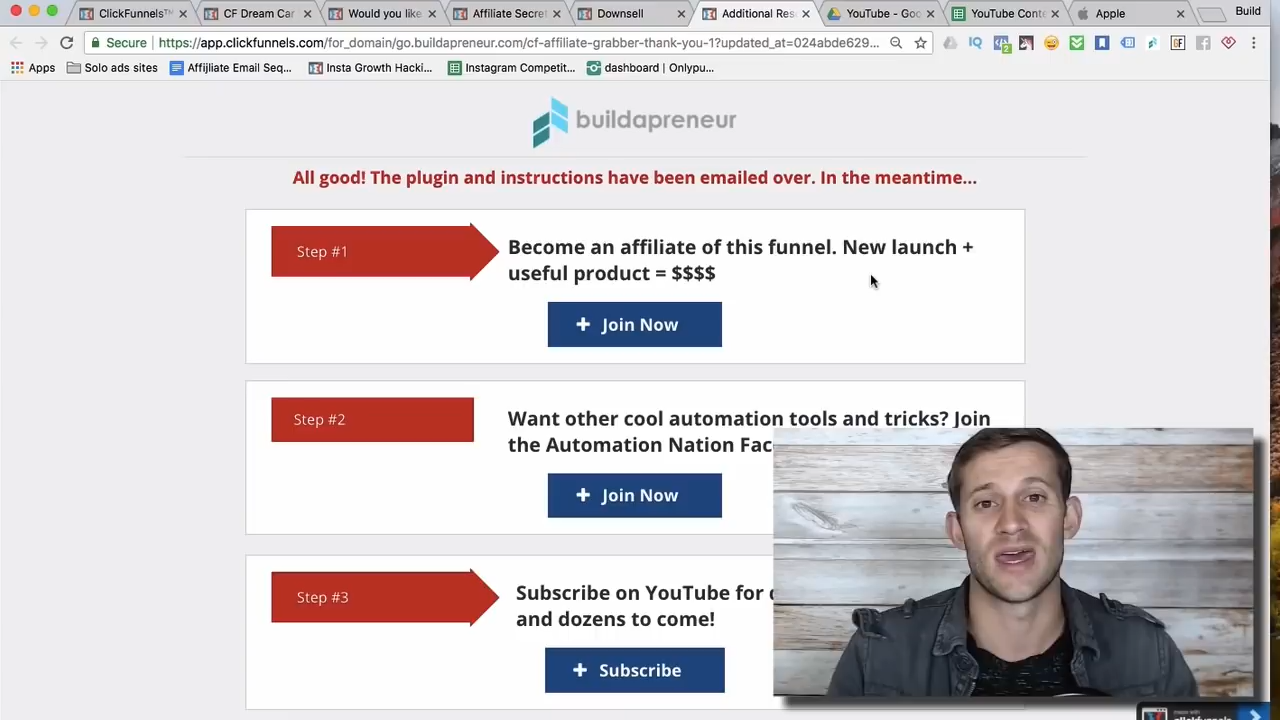 ClickFunnels™
CF Dream Car
Would you like
Affiliate Secret
Downsell
Additional Res
YouTube - Goo
YouTube Conte
Apple
Build
Secure
https://app.clickfunnels.com/for_domain/go.buildapreneur.com/cf-affiliate-grabber-thank-you-1?updated_at=024abde629...
Apps
Solo ads sites
Affijliate Email Seq...
Insta Growth Hacki...
Instagram Competit...
dashboard | Onlypu...
buildapreneur
All good! The plugin and instructions have been emailed over. In the meantime...
Step #1
Become an affiliate of this funnel. New launch +
useful product = $$$$
+ Join Now
Step #2
Want other cool automation tools and tricks? Join
the Automation Nation Fac
+ Join Now
Step #3
Subscribe on YouTube for
and dozens to come!
+ Subscribe
clickfunnels